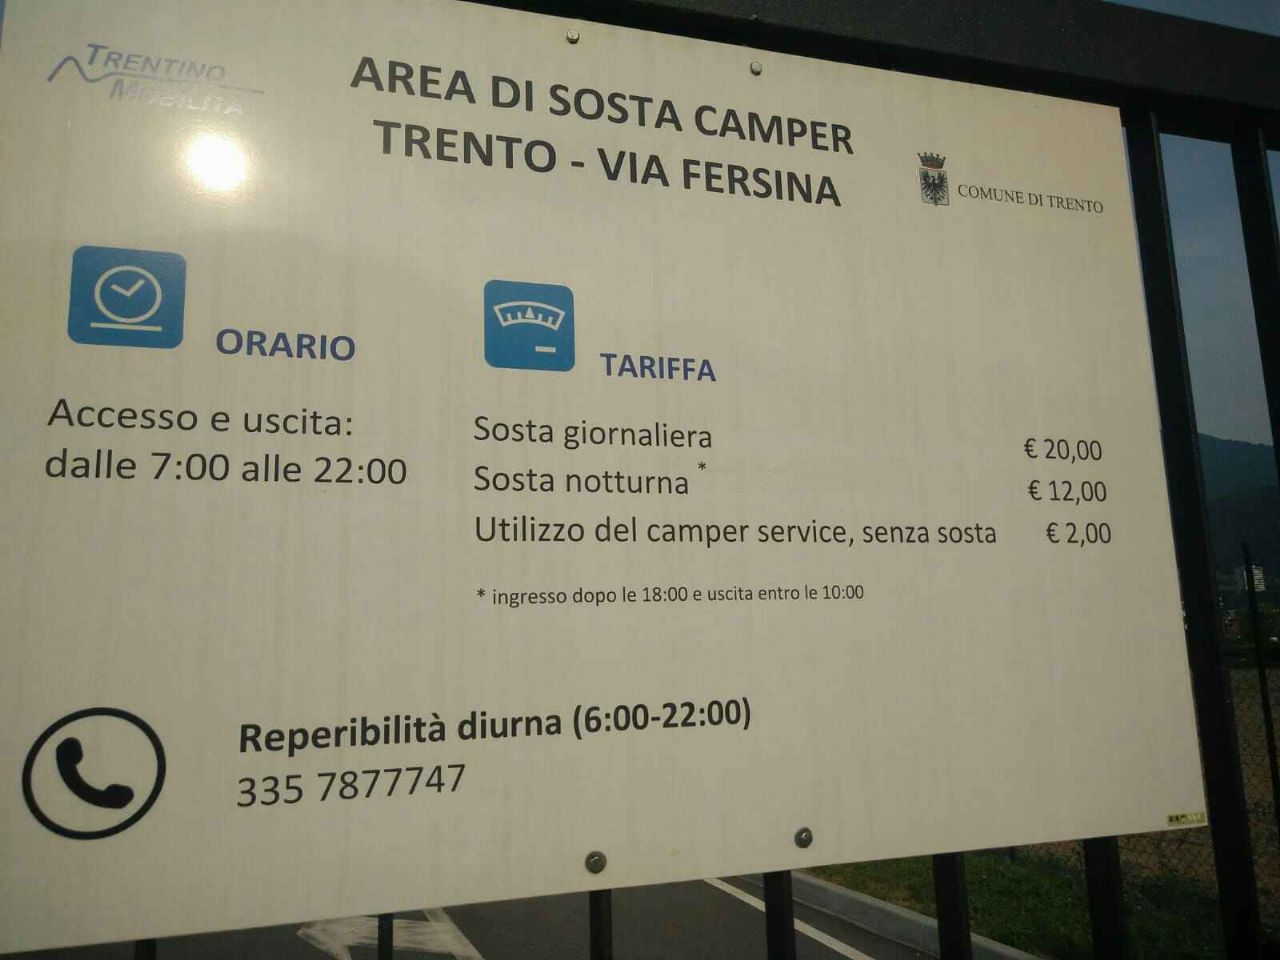 TRENTINO
MOBILITÀ
AREA DI SOSTA CAMPER
TRENTO - VIA FERSINA
COMUNE DI TRENTO
ORARIO
Accesso e uscita:
dalle 7:00 alle 22:00
TARIFFA
Sosta giornaliera € 20,00
Sosta notturna * € 12,00
Utilizzo del camper service, senza sosta € 2,00
* ingresso dopo le 18:00 e uscita entro le 10:00
Reperibilità diurna (6:00-22:00)
335 7877747